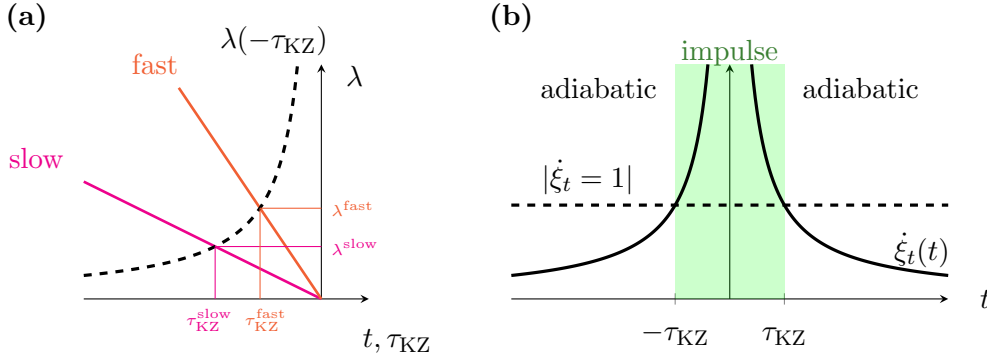 (a)
λ(−τ_KZ)
fast
λ
slow
λ^fast
λ^slow
τ_KZ^slow
τ_KZ^fast
t, τ_KZ
(b)
impulse
adiabatic
adiabatic
|ξ̇_t = 1|
ξ̇_t(t)
−τ_KZ
τ_KZ
t